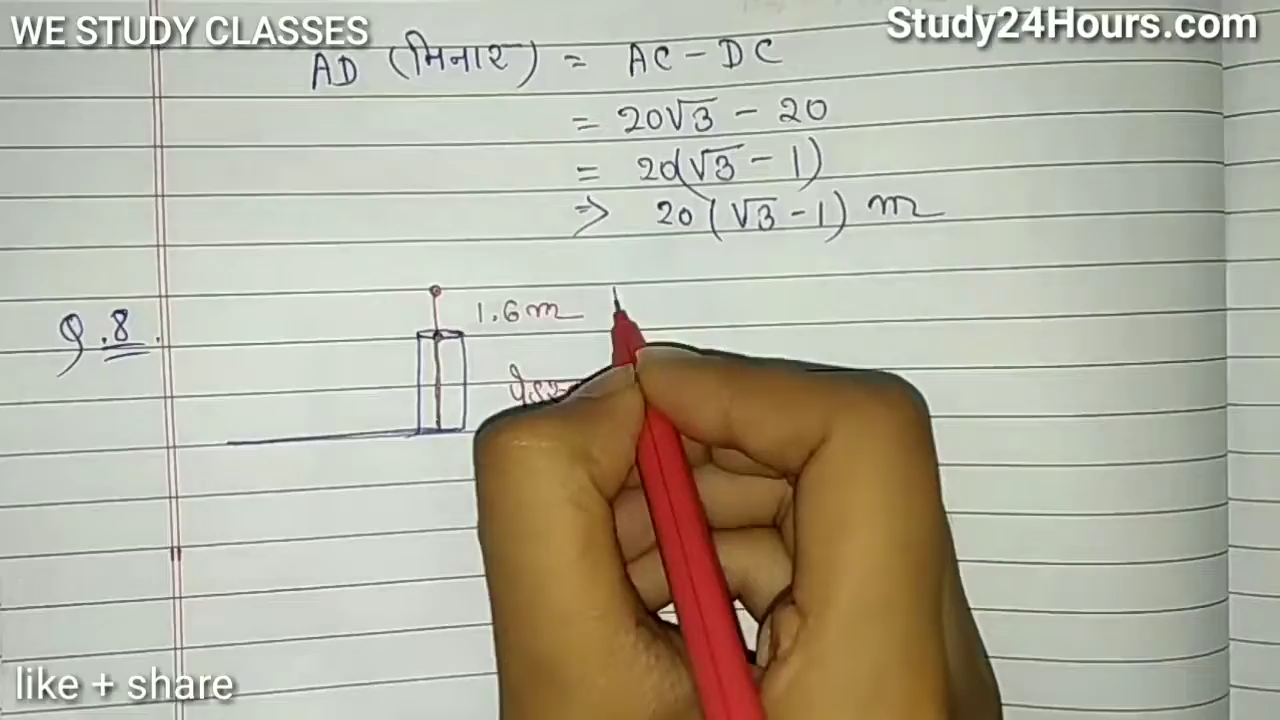 WE STUDY CLASSES
Study24Hours.com
AD (मिनार) = AC - DC
= 20√3 - 20
= 20(√3 - 1)
⇒ 20(√3 - 1) m
Q.8.
1.6m
like + share